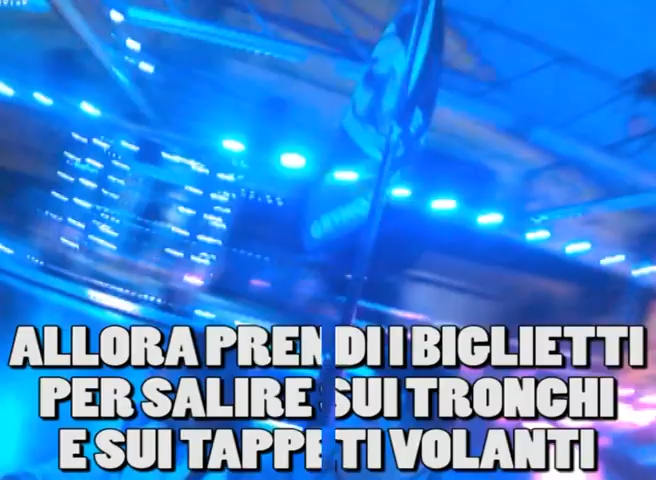 ALLORA PRENDI I BIGLIETTI
PER SALIRE SUI TRONCHI
E SUI TAPPETI VOLANTI